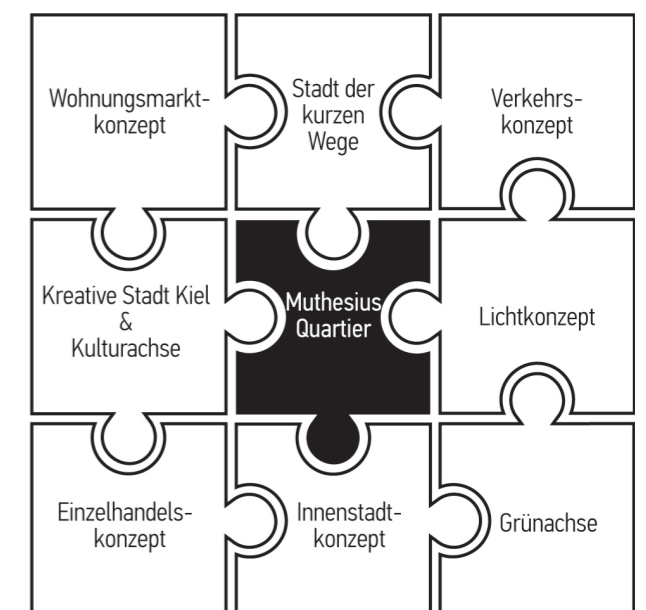 Wohnungsmarkt-
konzept
Stadt der
kurzen
Wege
Verkehrs-
konzept
Kreative Stadt Kiel
&
Kulturachse
Muthesius
Quartier
Lichtkonzept
Einzelhandels-
konzept
Innenstadt-
konzept
Grünachse